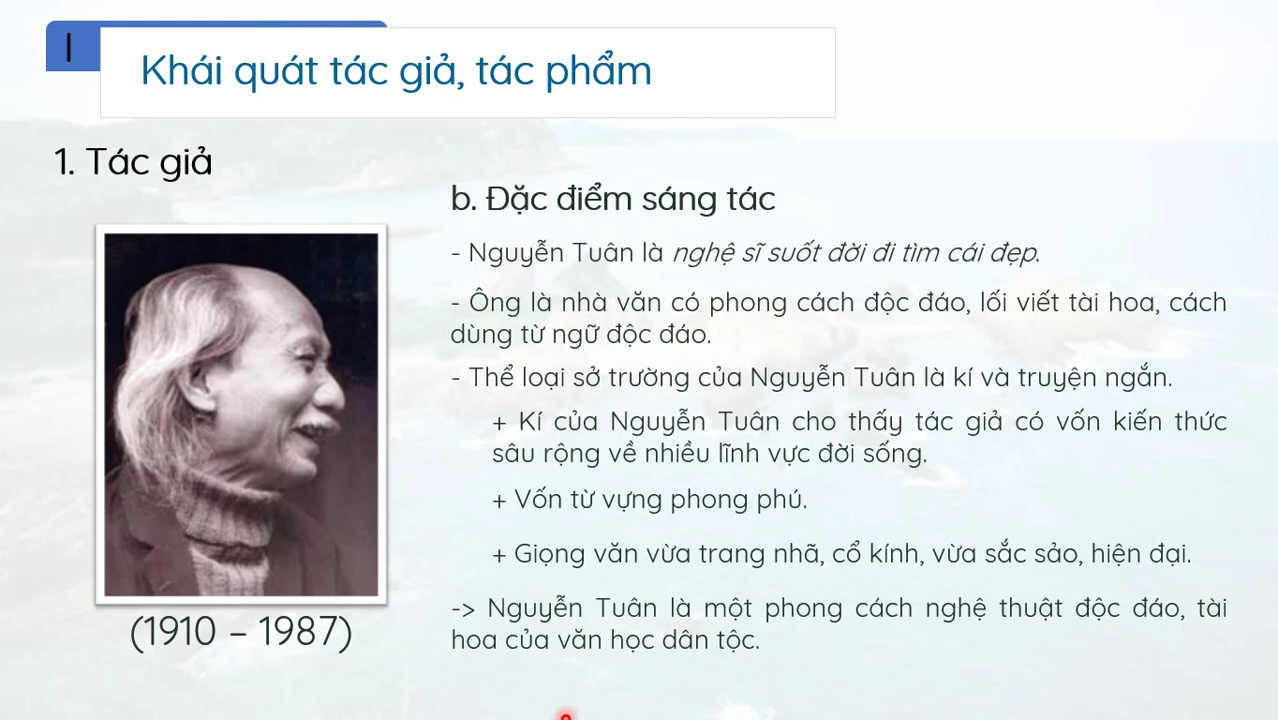 I
Khái quát tác giả, tác phẩm
1. Tác giả
b. Đặc điểm sáng tác
- Nguyễn Tuân là nghệ sĩ suốt đời đi tìm cái đẹp.
- Ông là nhà văn có phong cách độc đáo, lối viết tài hoa, cách
dùng từ ngữ độc đáo.
- Thể loại sở trường của Nguyễn Tuân là kí và truyện ngắn.
+ Kí của Nguyễn Tuân cho thấy tác giả có vốn kiến thức
sâu rộng về nhiều lĩnh vực đời sống.
+ Vốn từ vựng phong phú.
+ Giọng văn vừa trang nhã, cổ kính, vừa sắc sảo, hiện đại.
-> Nguyễn Tuân là một phong cách nghệ thuật độc đáo, tài
hoa của văn học dân tộc.
(1910 – 1987)